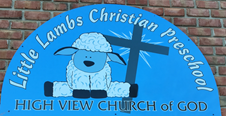 Little Lambs Christian Preschool
HIGH VIEW CHURCH of GOD